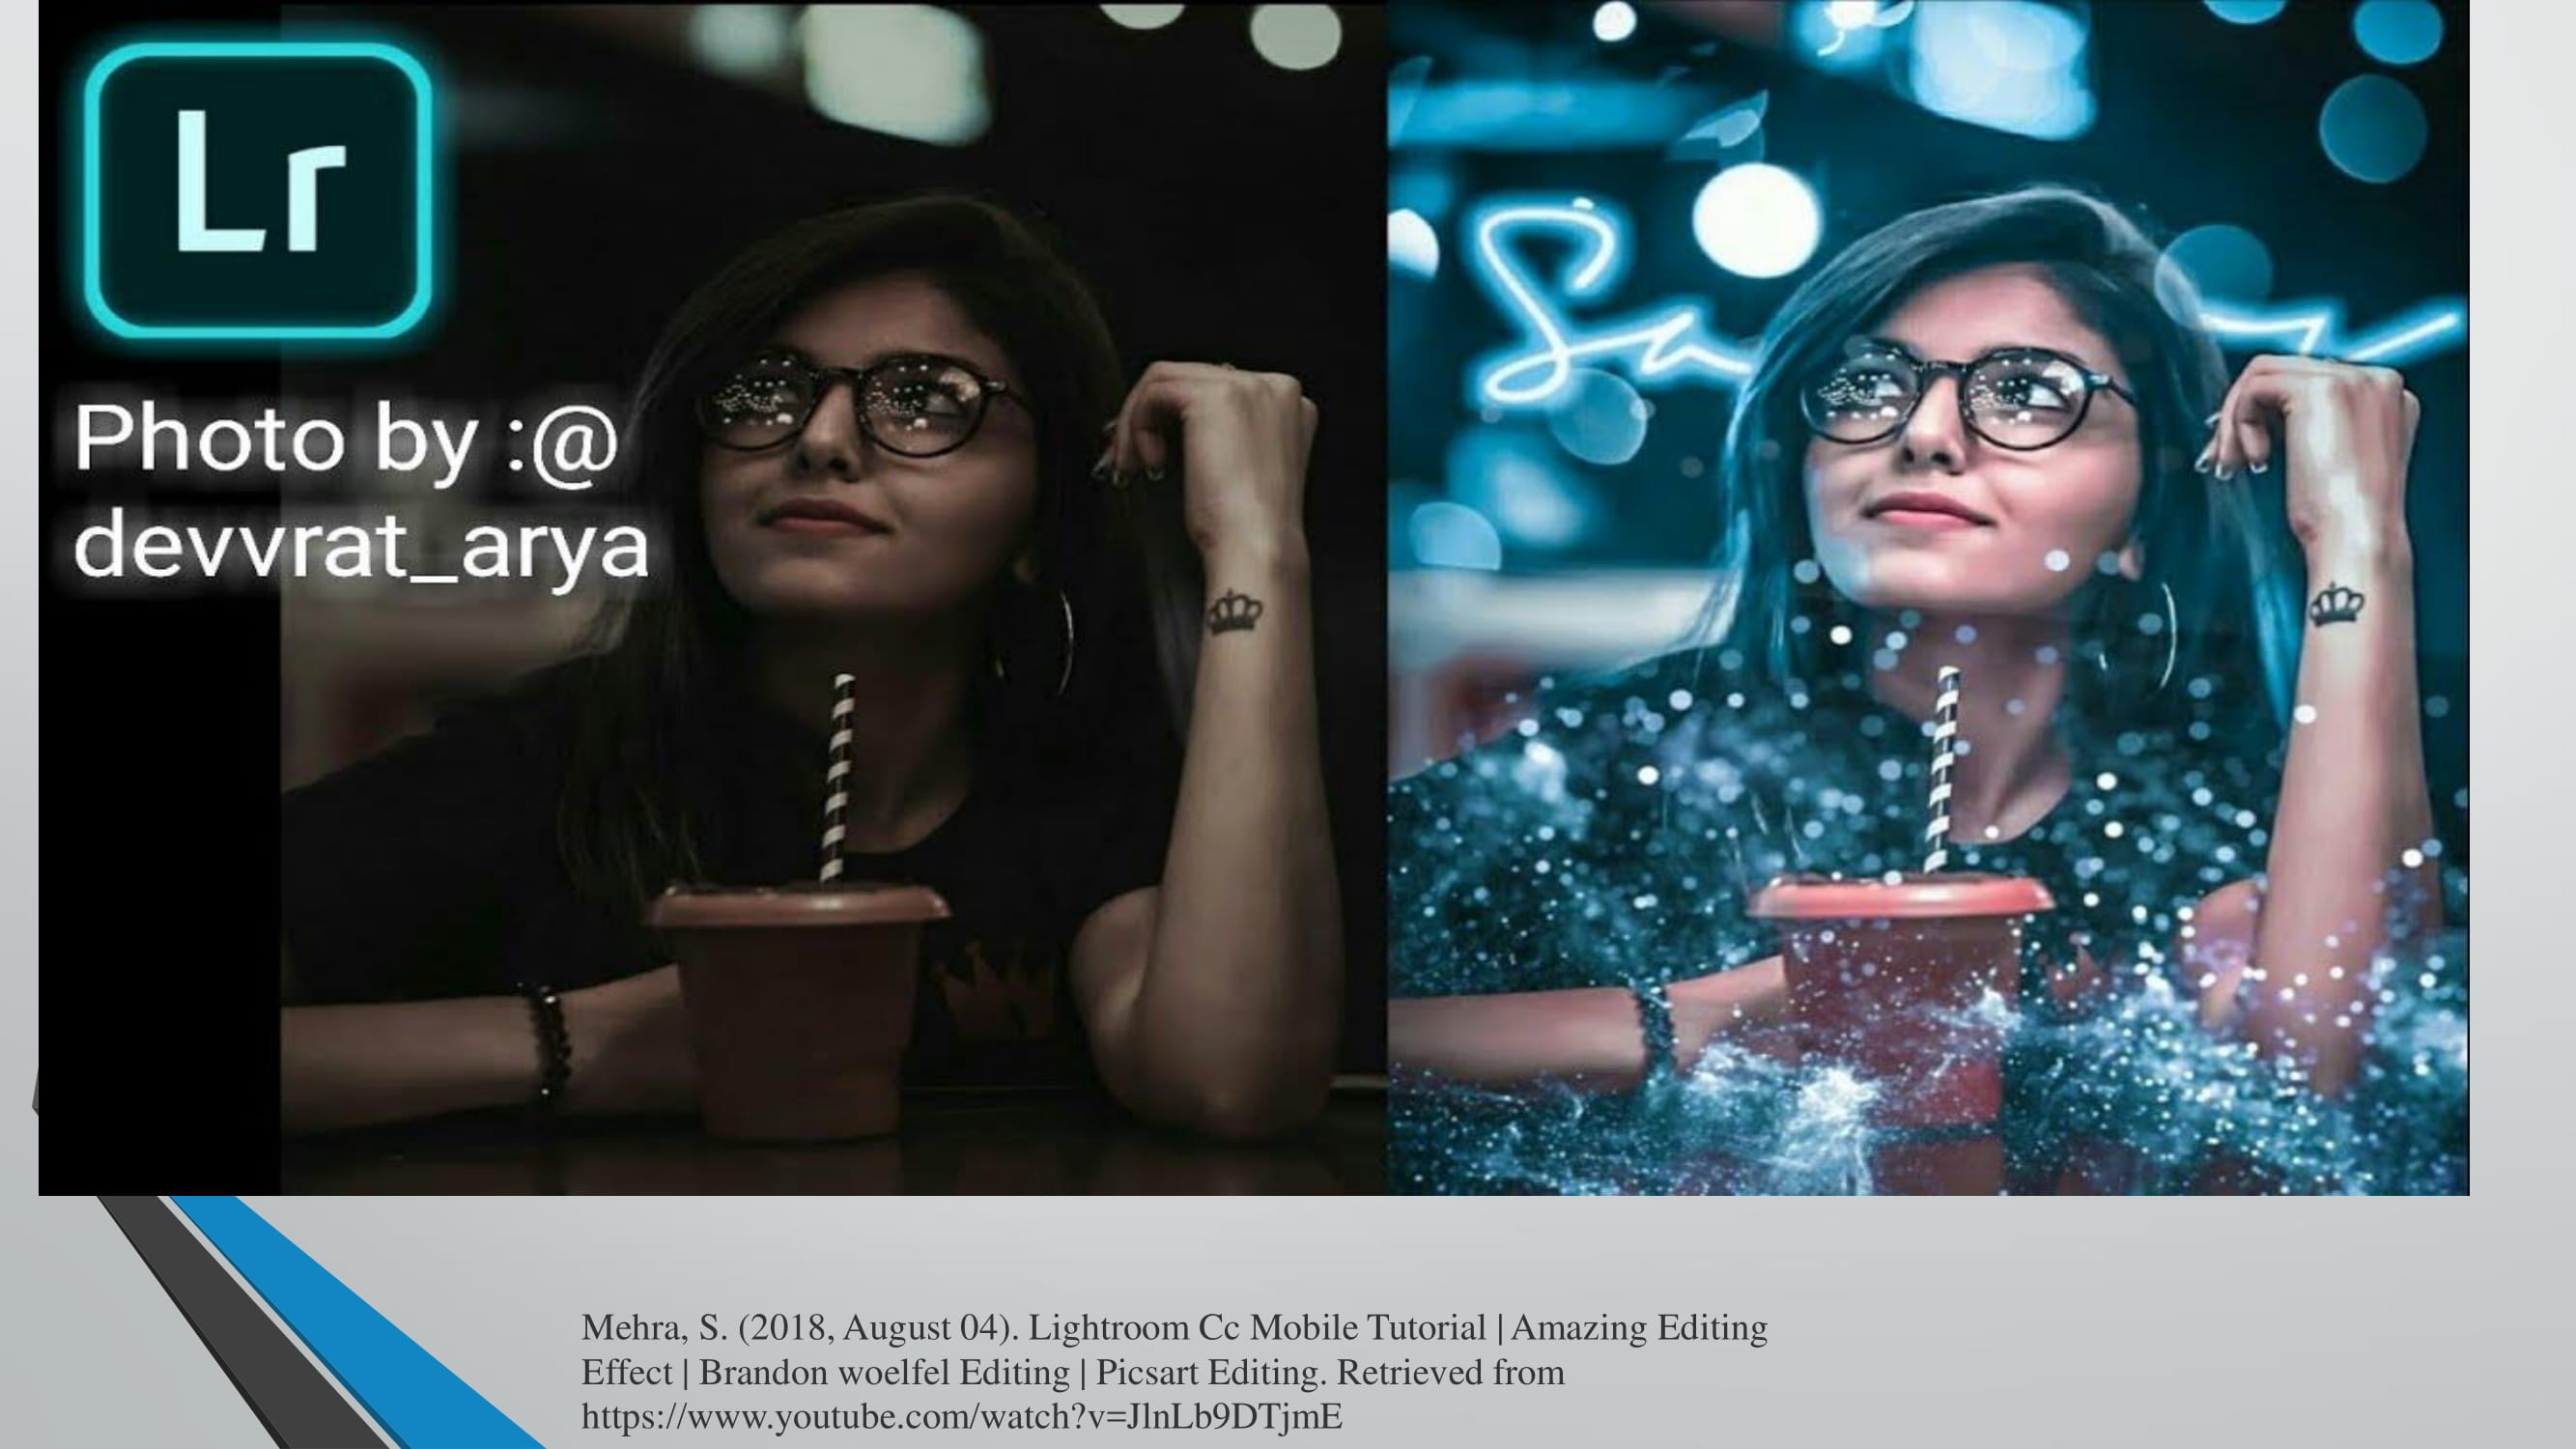 Lr
Photo by :@
devvrat_arya
Sa
Mehra, S. (2018, August 04). Lightroom Cc Mobile Tutorial | Amazing Editing
Effect | Brandon woelfel Editing | Picsart Editing. Retrieved from
https://www.youtube.com/watch?v=JlnLb9DTjmE